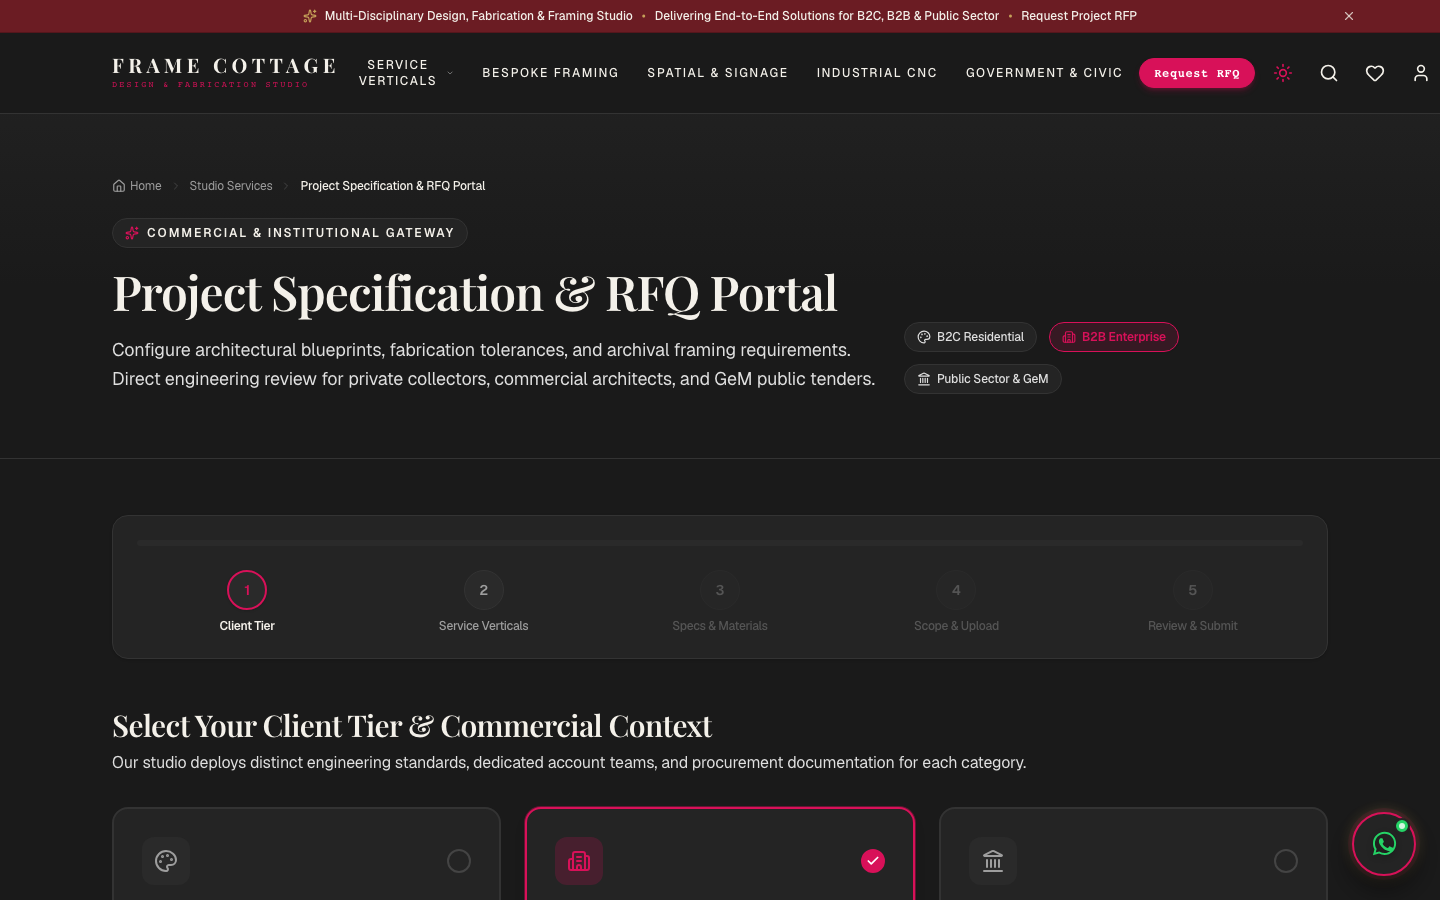 Multi-Disciplinary Design, Fabrication & Framing Studio • Delivering End-to-End Solutions for B2C, B2B & Public Sector • Request Project RFP
FRAME COTTAGE
DESIGN & FABRICATION STUDIO
SERVICE
VERTICALS
BESPOKE FRAMING
SPATIAL & SIGNAGE
INDUSTRIAL CNC
GOVERNMENT & CIVIC
Request RFQ
Home
Studio Services
Project Specification & RFQ Portal
COMMERCIAL & INSTITUTIONAL GATEWAY
Project Specification & RFQ Portal
Configure architectural blueprints, fabrication tolerances, and archival framing requirements.
Direct engineering review for private collectors, commercial architects, and GeM public tenders.
B2C Residential
B2B Enterprise
Public Sector & GeM
1
2
3
4
5
Client Tier
Service Verticals
Specs & Materials
Scope & Upload
Review & Submit
Select Your Client Tier & Commercial Context
Our studio deploys distinct engineering standards, dedicated account teams, and procurement documentation for each category.